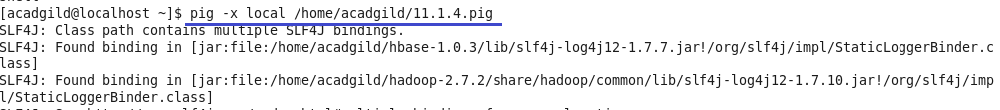 [acadgild@localhost ~]$ pig -x local /home/acadgild/11.1.4.pig
SLF4J: Class path contains multiple SLF4J bindings.
SLF4J: Found binding in [jar:file:/home/acadgild/hbase-1.0.3/lib/slf4j-log4j12-1.7.7.jar!/org/slf4j/impl/StaticLoggerBinder.c
lass]
SLF4J: Found binding in [jar:file:/home/acadgild/hadoop-2.7.2/share/hadoop/common/lib/slf4j-log4j12-1.7.10.jar!/org/slf4j/imp
l/StaticLoggerBinder.class]